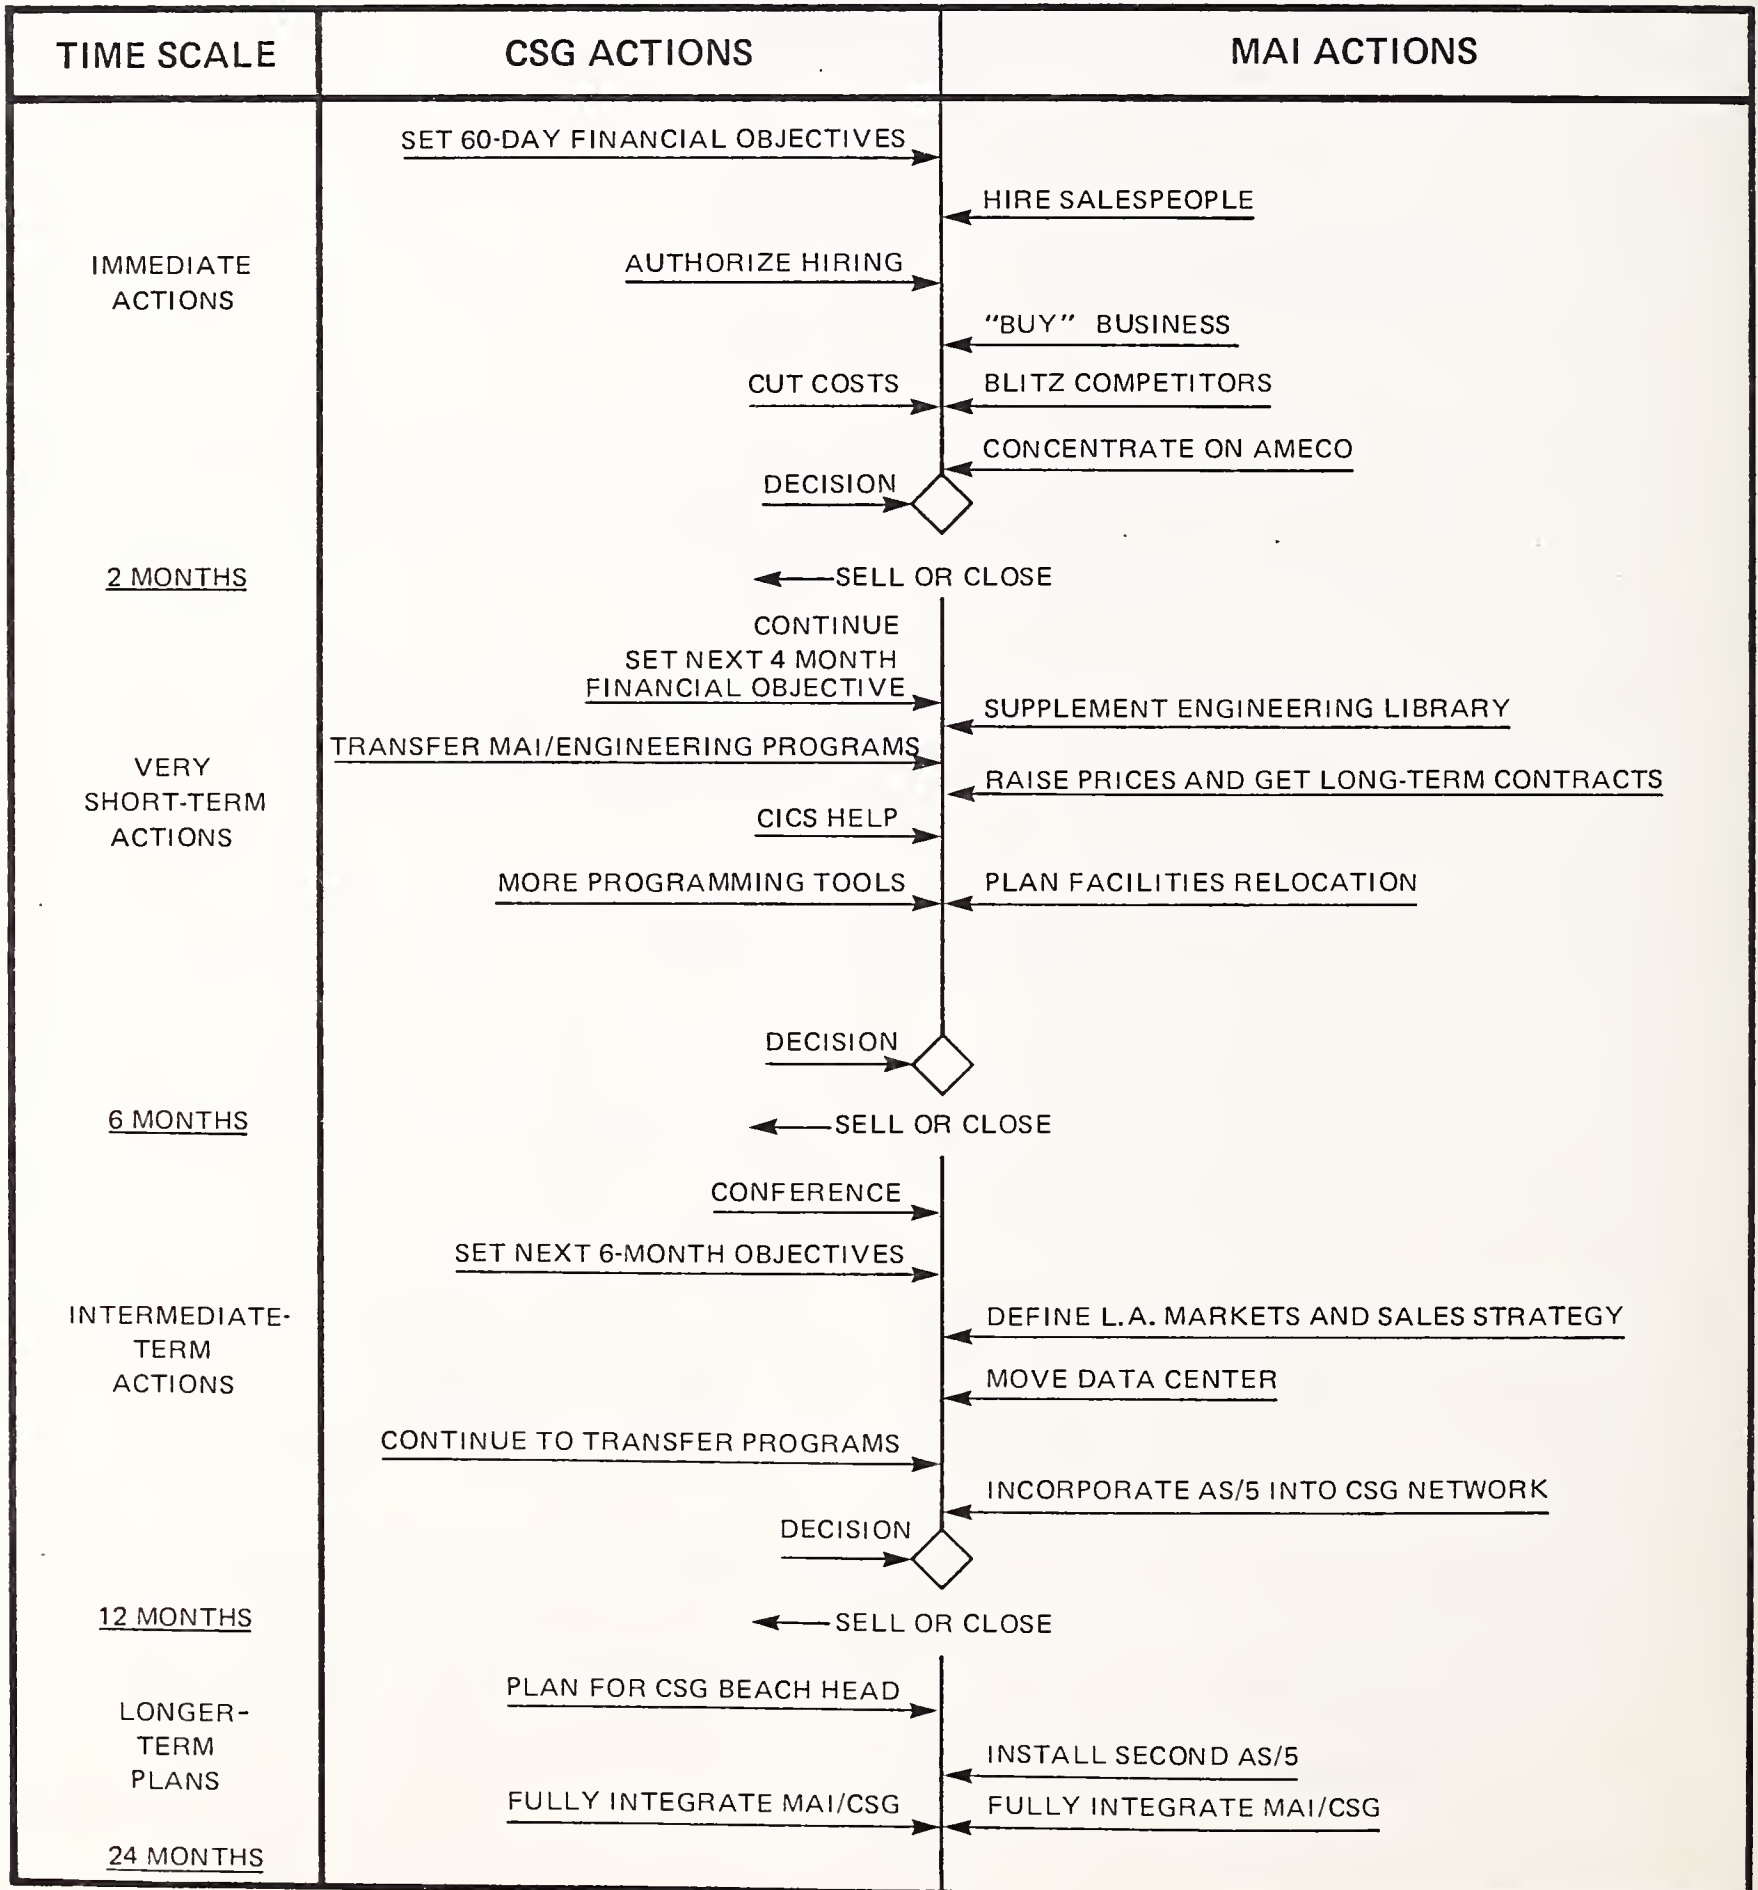 TIME SCALE
CSG ACTIONS
MAI ACTIONS
SET 60-DAY FINANCIAL OBJECTIVES
HIRE SALESPEOPLE
IMMEDIATE
ACTIONS
AUTHORIZE HIRING
"BUY" BUSINESS
CUT COSTS
BLITZ COMPETITORS
CONCENTRATE ON AMECO
DECISION
2 MONTHS
SELL OR CLOSE
CONTINUE
SET NEXT 4 MONTH
FINANCIAL OBJECTIVE
SUPPLEMENT ENGINEERING LIBRARY
TRANSFER MAI/ENGINEERING PROGRAMS
VERY
SHORT-TERM
ACTIONS
RAISE PRICES AND GET LONG-TERM CONTRACTS
CICS HELP
MORE PROGRAMMING TOOLS
PLAN FACILITIES RELOCATION
DECISION
6 MONTHS
SELL OR CLOSE
CONFERENCE
SET NEXT 6-MONTH OBJECTIVES
INTERMEDIATE-
TERM
ACTIONS
DEFINE L.A. MARKETS AND SALES STRATEGY
MOVE DATA CENTER
CONTINUE TO TRANSFER PROGRAMS
INCORPORATE AS/5 INTO CSG NETWORK
DECISION
12 MONTHS
SELL OR CLOSE
PLAN FOR CSG BEACH HEAD
LONGER-
TERM
PLANS
INSTALL SECOND AS/5
FULLY INTEGRATE MAI/CSG
FULLY INTEGRATE MAI/CSG
24 MONTHS